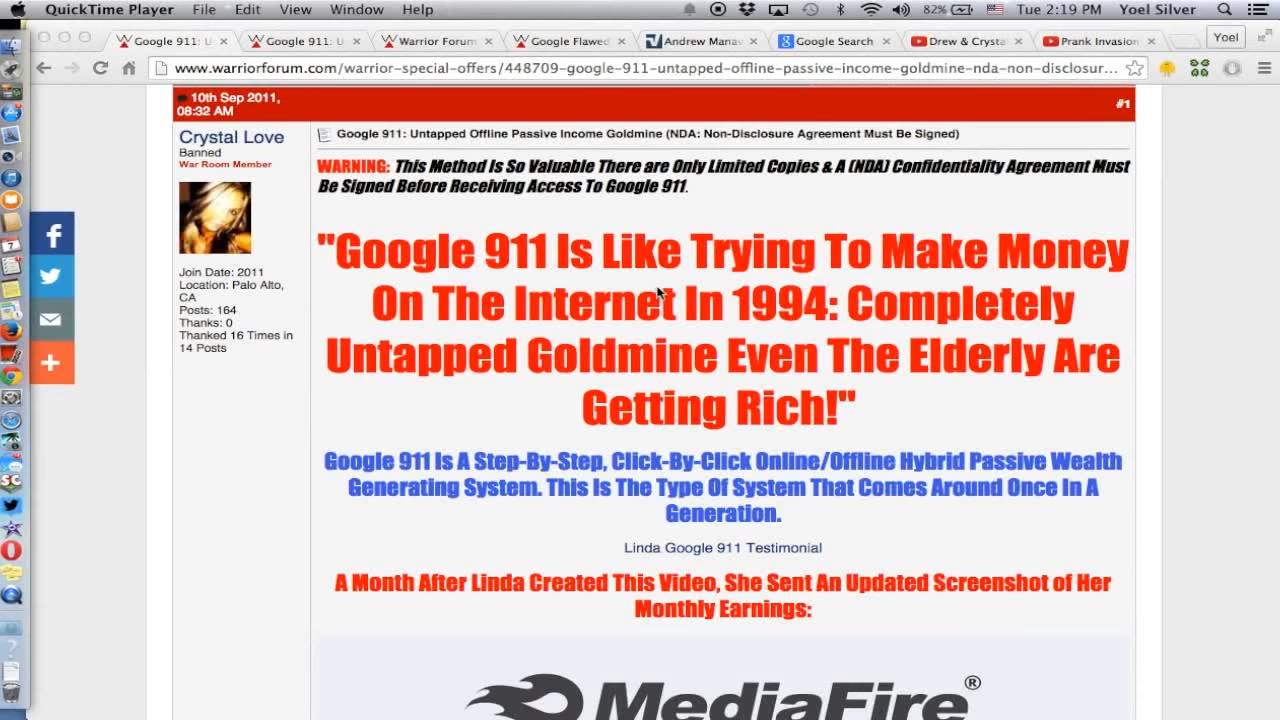 QuickTime Player File Edit View Window Help 82% Tue 2:19 PM Yoel Silver
Google 911: U Google 911: U Warrior Forum Google Flawed Andrew Manav Google Search Drew & Crysta Prank Invasion Yoel
www.warriorforum.com/warrior-special-offers/448709-google-911-untapped-offline-passive-income-goldmine-nda-non-disclosur...
10th Sep 2011,
08:32 AM
#1
Crystal Love
Banned
War Room Member
Join Date: 2011
Location: Palo Alto,
CA
Posts: 164
Thanks: 0
Thanked 16 Times in
14 Posts
Google 911: Untapped Offline Passive Income Goldmine (NDA: Non-Disclosure Agreement Must Be Signed)
WARNING: This Method Is So Valuable There are Only Limited Copies & A (NDA) Confidentiality Agreement Must
Be Signed Before Receiving Access To Google 911.
"Google 911 Is Like Trying To Make Money
On The Internet In 1994: Completely
Untapped Goldmine Even The Elderly Are
Getting Rich!"
Google 911 Is A Step-By-Step, Click-By-Click Online/Offline Hybrid Passive Wealth
Generating System. This Is The Type Of System That Comes Around Once In A
Generation.
Linda Google 911 Testimonial
A Month After Linda Created This Video, She Sent An Updated Screenshot of Her
Monthly Earnings:
MediaFire®